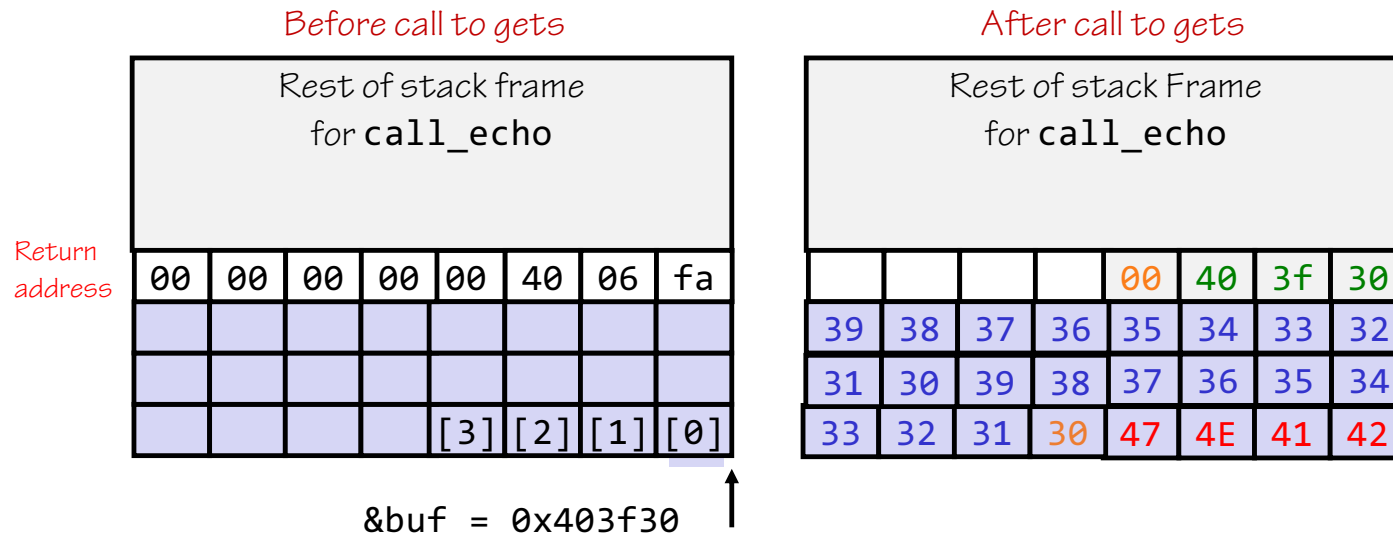 Before call to gets
Rest of stack frame
for call_echo
Return
address
00 00 00 00 00 40 06 fa
[3] [2] [1] [0]
&buf = 0x403f30
After call to gets
Rest of stack Frame
for call_echo
00 40 3f 30
39 38 37 36 35 34 33 32
31 30 39 38 37 36 35 34
33 32 31 30 47 4E 41 42